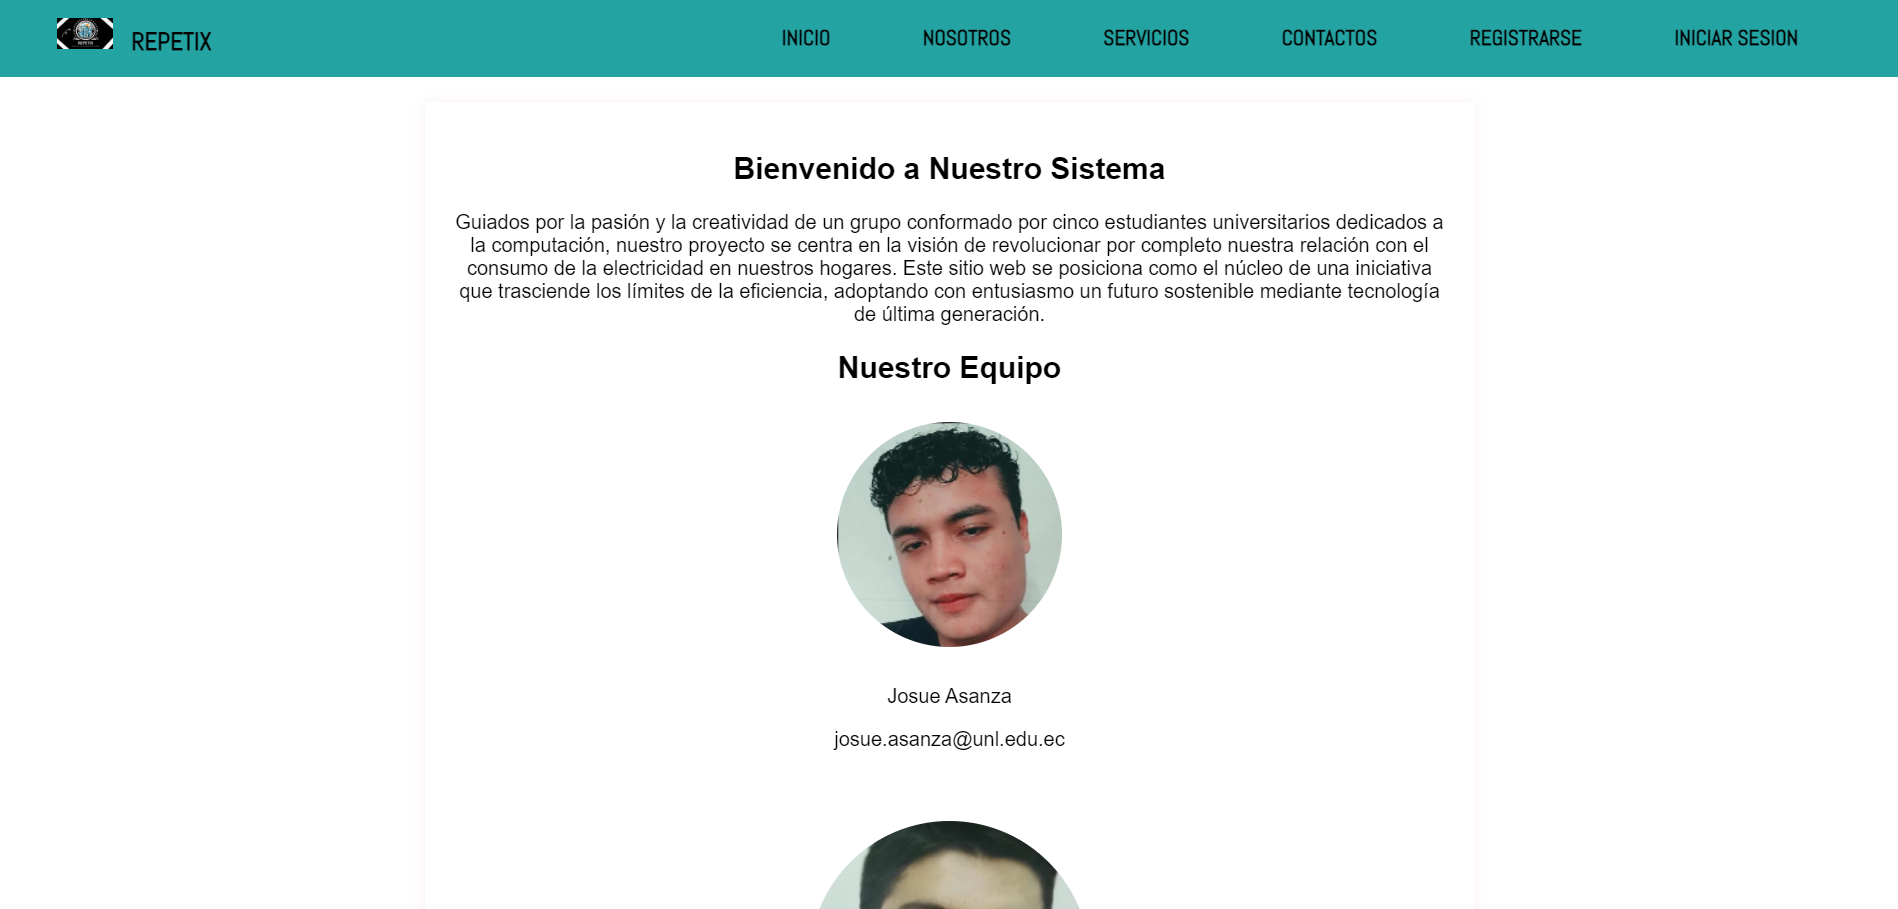 REPETIX
REPETIX
INICIO
NOSOTROS
SERVICIOS
CONTACTOS
REGISTRARSE
INICIAR SESION
Bienvenido a Nuestro Sistema
Guiados por la pasión y la creatividad de un grupo conformado por cinco estudiantes universitarios dedicados a
la computación, nuestro proyecto se centra en la visión de revolucionar por completo nuestra relación con el
consumo de la electricidad en nuestros hogares. Este sitio web se posiciona como el núcleo de una iniciativa
que trasciende los límites de la eficiencia, adoptando con entusiasmo un futuro sostenible mediante tecnología
de última generación.
Nuestro Equipo
Josue Asanza
josue.asanza@unl.edu.ec